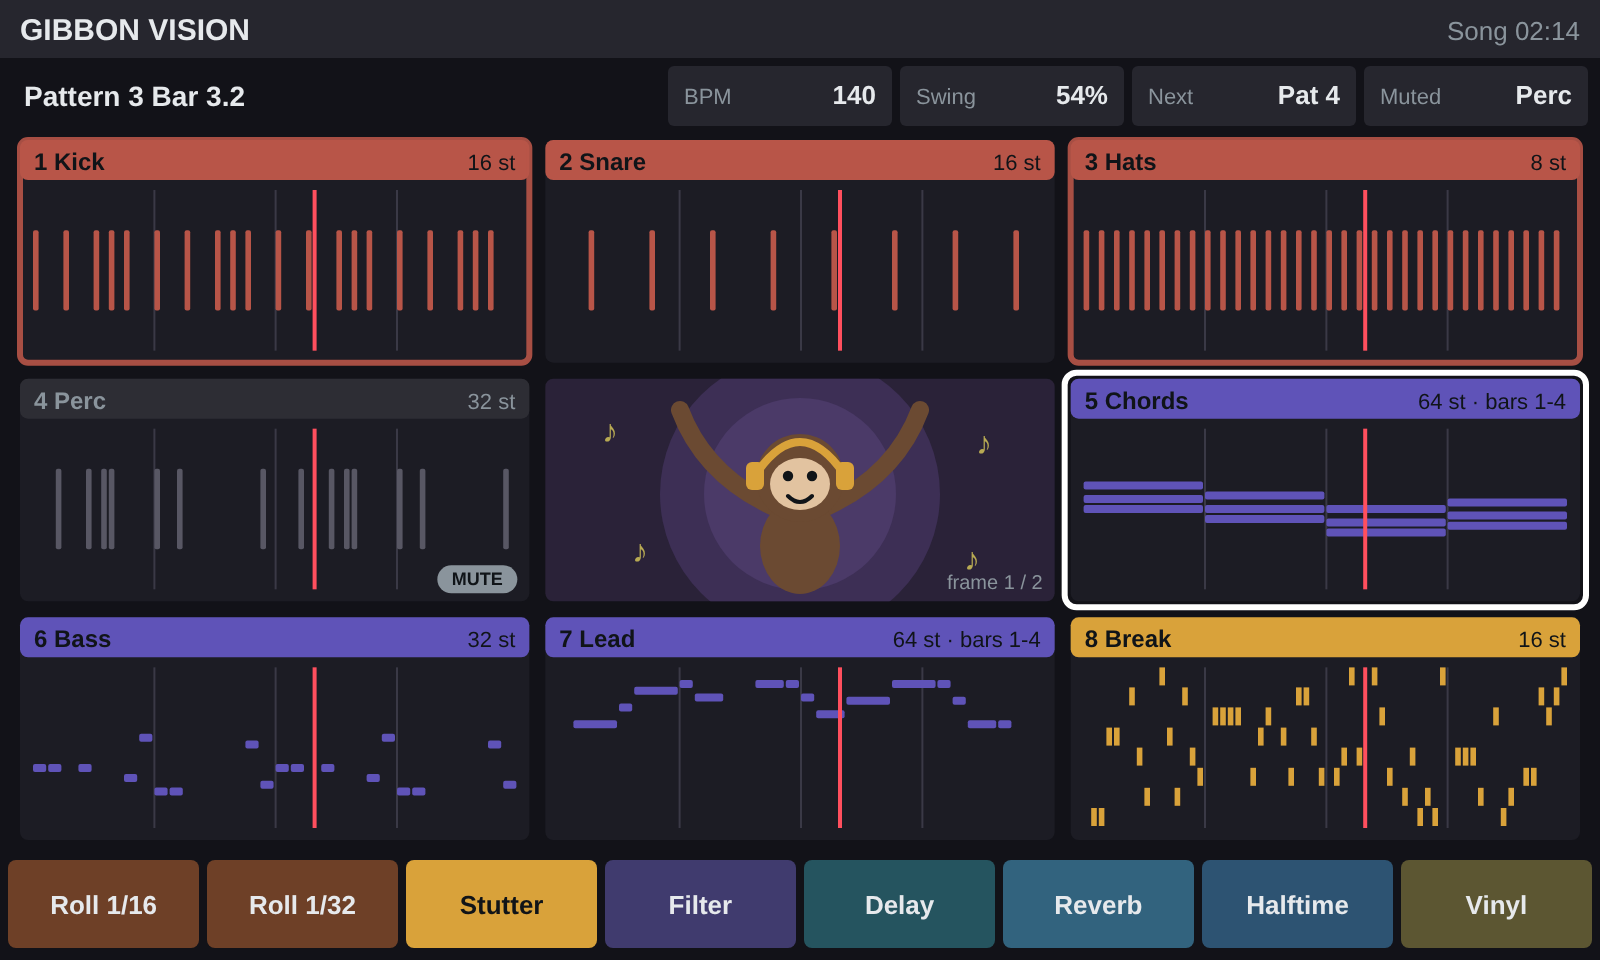 GIBBON VISION
Song 02:14
Pattern 3 Bar 3.2
BPM 140
Swing 54%
Next Pat 4
Muted Perc
1 Kick 16 st
2 Snare 16 st
3 Hats 8 st
4 Perc 32 st
MUTE
frame 1 / 2
5 Chords 64 st · bars 1-4
6 Bass 32 st
7 Lead 64 st · bars 1-4
8 Break 16 st
Roll 1/16
Roll 1/32
Stutter
Filter
Delay
Reverb
Halftime
Vinyl